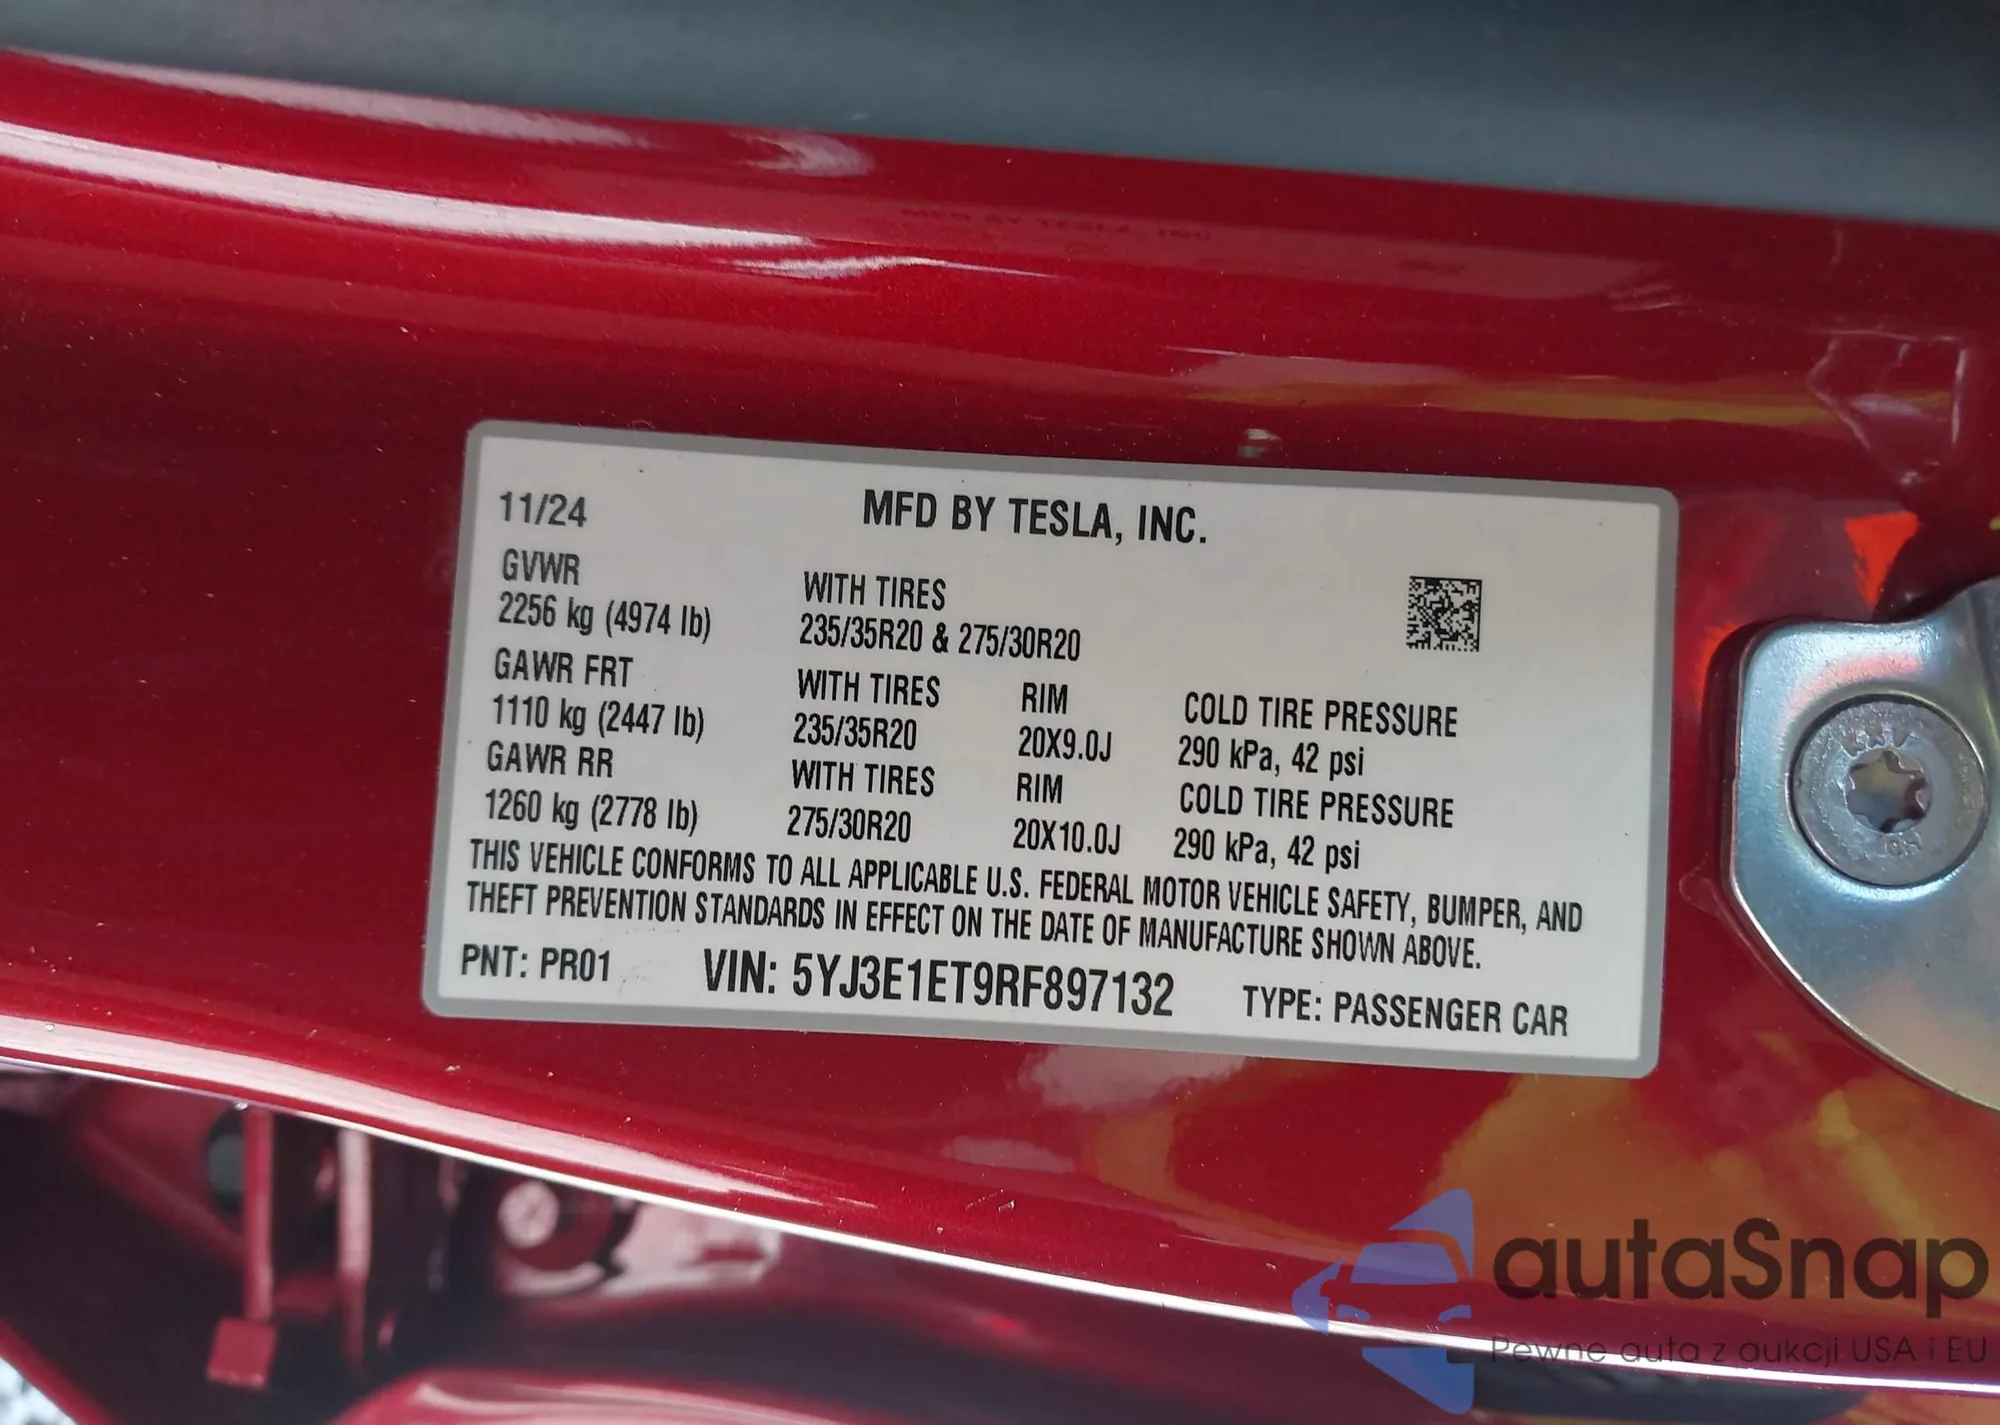 11/24 MFD BY TESLA, INC.
GVWR WITH TIRES
2256 kg (4974 lb) 235/35R20 & 275/30R20
GAWR FRT WITH TIRES RIM COLD TIRE PRESSURE
1110 kg (2447 lb) 235/35R20 20X9.0J 290 kPa, 42 psi
GAWR RR WITH TIRES RIM COLD TIRE PRESSURE
1260 kg (2778 lb) 275/30R20 20X10.0J 290 kPa, 42 psi
THIS VEHICLE CONFORMS TO ALL APPLICABLE U.S. FEDERAL MOTOR VEHICLE SAFETY, BUMPER, AND
THEFT PREVENTION STANDARDS IN EFFECT ON THE DATE OF MANUFACTURE SHOWN ABOVE.
PNT: PR01 VIN: 5YJ3E1ET9RF897132 TYPE: PASSENGER CAR
autaSnap
Pewne auta z aukcji USA i EU